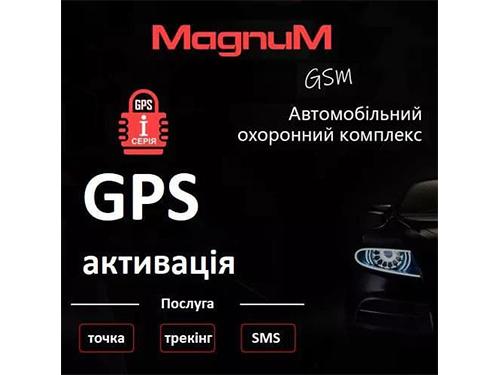 MagnuM
GSM
Автомобільний
охоронний комплекс
GPS
i
СЕРІЯ
GPS
активація
Послуга
точка
трекінг
SMS